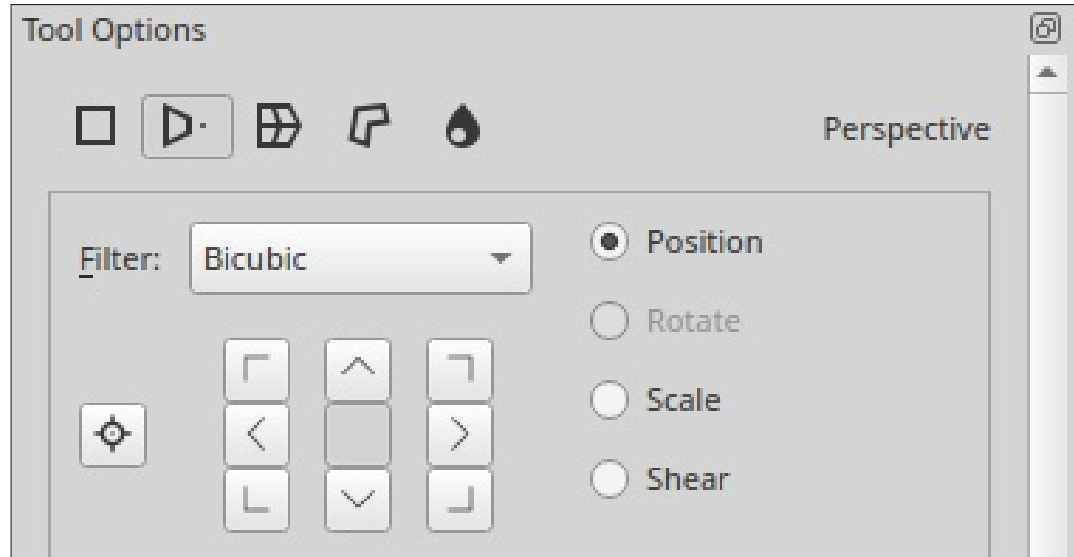 Tool Options
Perspective
Filter: Bicubic
Position
Rotate
Scale
Shear